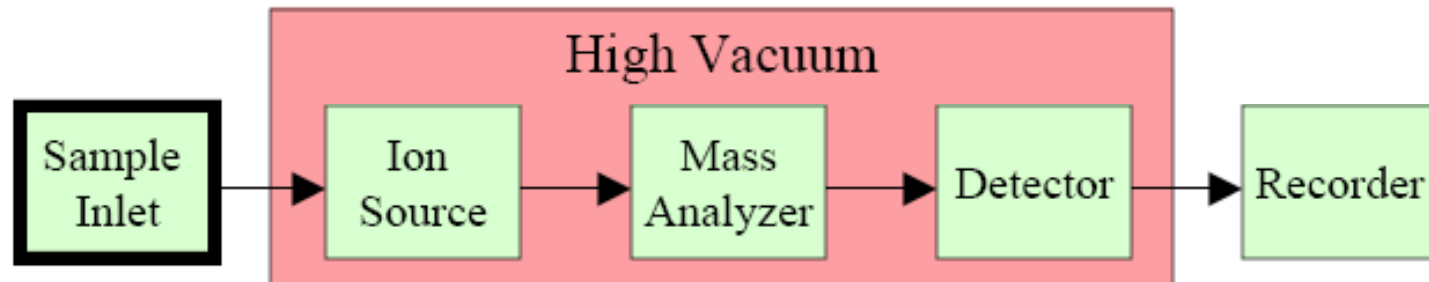 High Vacuum
Sample
Inlet
Ion
Source
Mass
Analyzer
Detector
Recorder